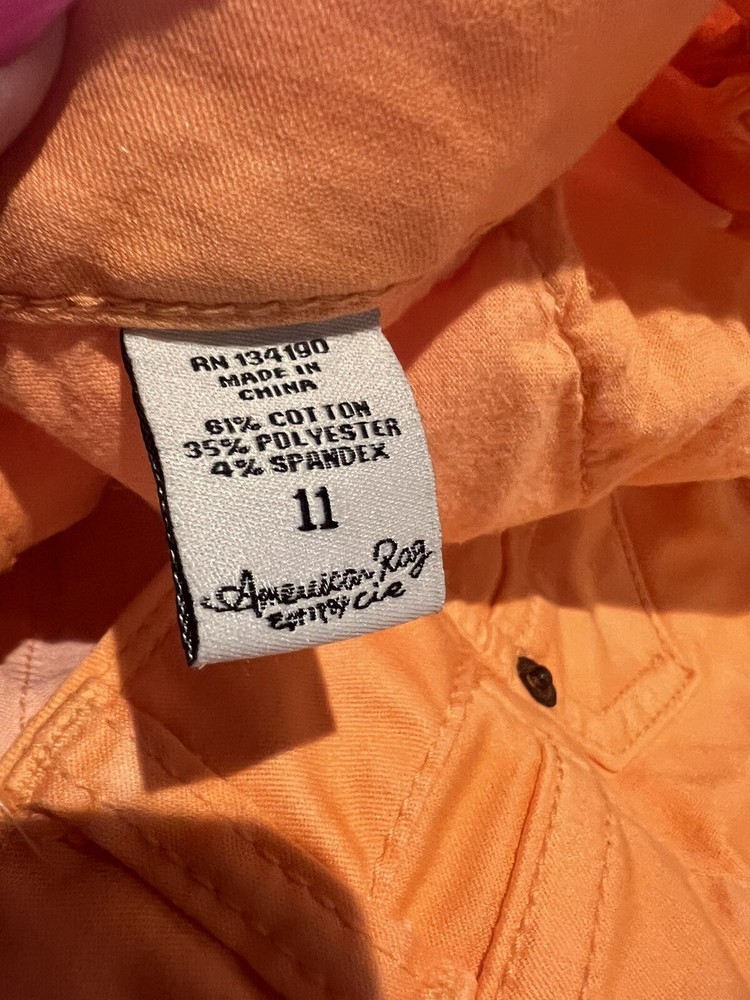 RN 134190
MADE IN
CHINA
61% COTTON
35% POLYESTER
4% SPANDEX
11
American Rag
cie